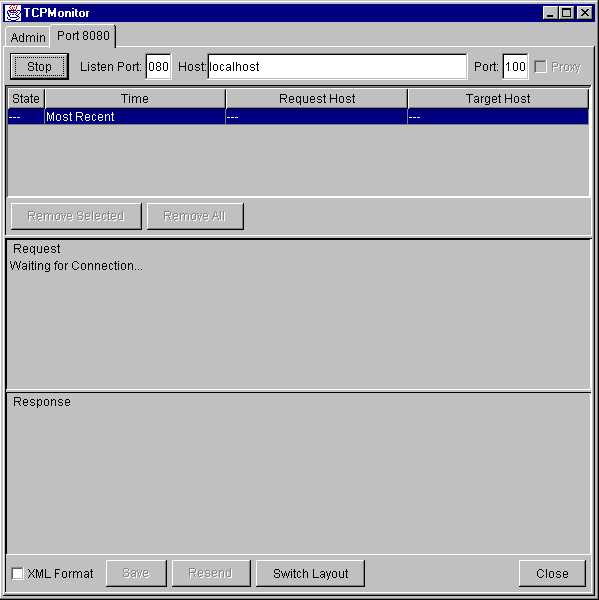 TCPMonitor
Admin Port 8080
Stop Listen Port: 080 Host: localhost Port: 100 Proxy
State Time Request Host Target Host
--- Most Recent --- ---
Remove Selected Remove All
Request
Waiting for Connection...
Response
XML Format Save Resend Switch Layout Close